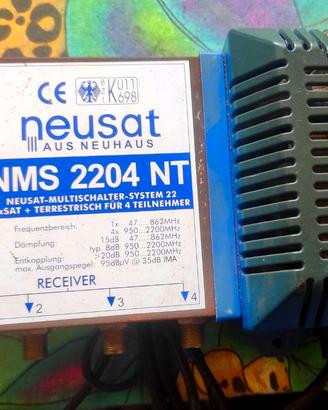 CE BZT K011 698
neusat
AUS NEUHAUS
NMS 2204 NT
NEUSAT-MULTISCHALTER-SYSTEM 22
xSAT + TERRESTRISCH FÜR 4 TEILNEHMER
Frequenzbereich: 1x 47...862MHz
4x 950...2200MHz
Dämpfung: 15dB 47...862MHz
typ. 8dB 950...2200MHz
Entkopplung: >20dB 950...2200MHz
max. Ausgangspegel: 95dBµV @ 35dB IMA
RECEIVER
2 3 4